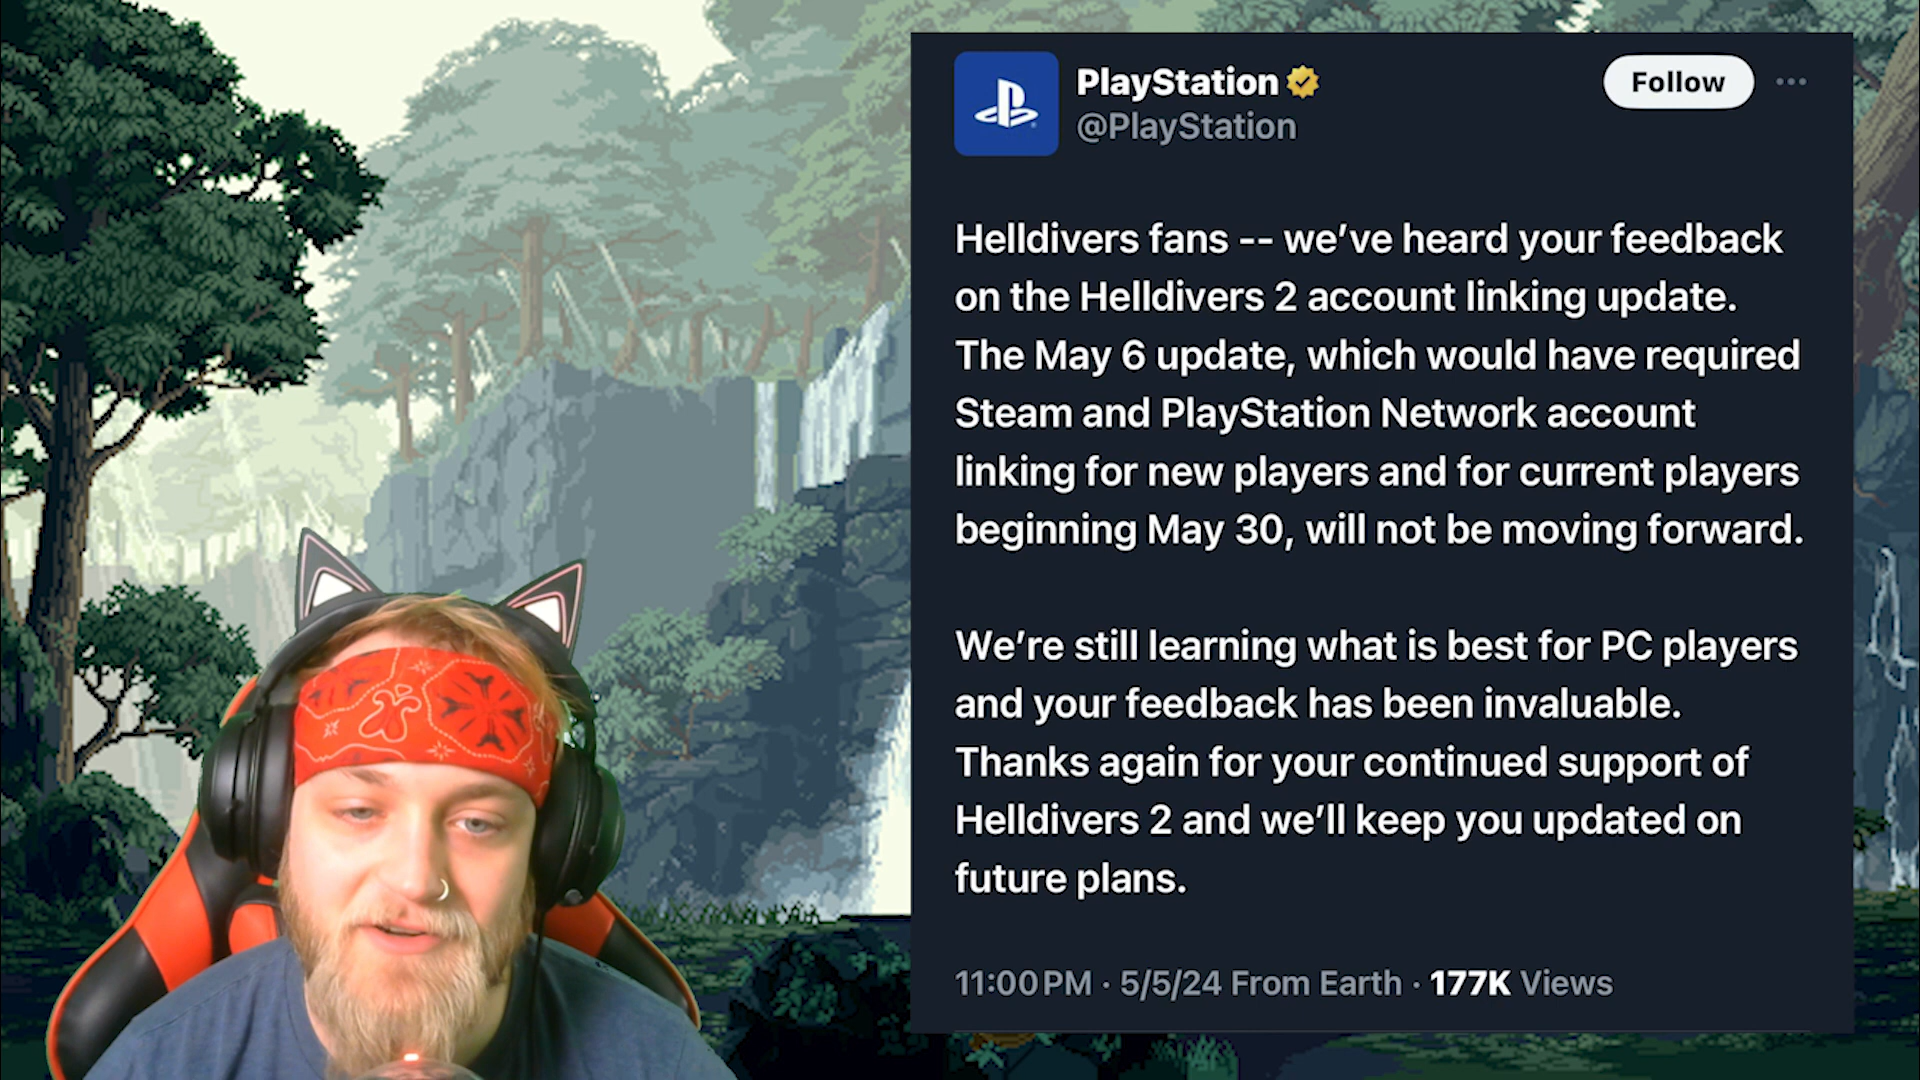 PlayStation
Follow
@PlayStation
Helldivers fans -- we’ve heard your feedback
on the Helldivers 2 account linking update.
The May 6 update, which would have required
Steam and PlayStation Network account
linking for new players and for current players
beginning May 30, will not be moving forward.
We’re still learning what is best for PC players
and your feedback has been invaluable.
Thanks again for your continued support of
Helldivers 2 and we’ll keep you updated on
future plans.
11:00 PM · 5/5/24 From Earth · 177K Views